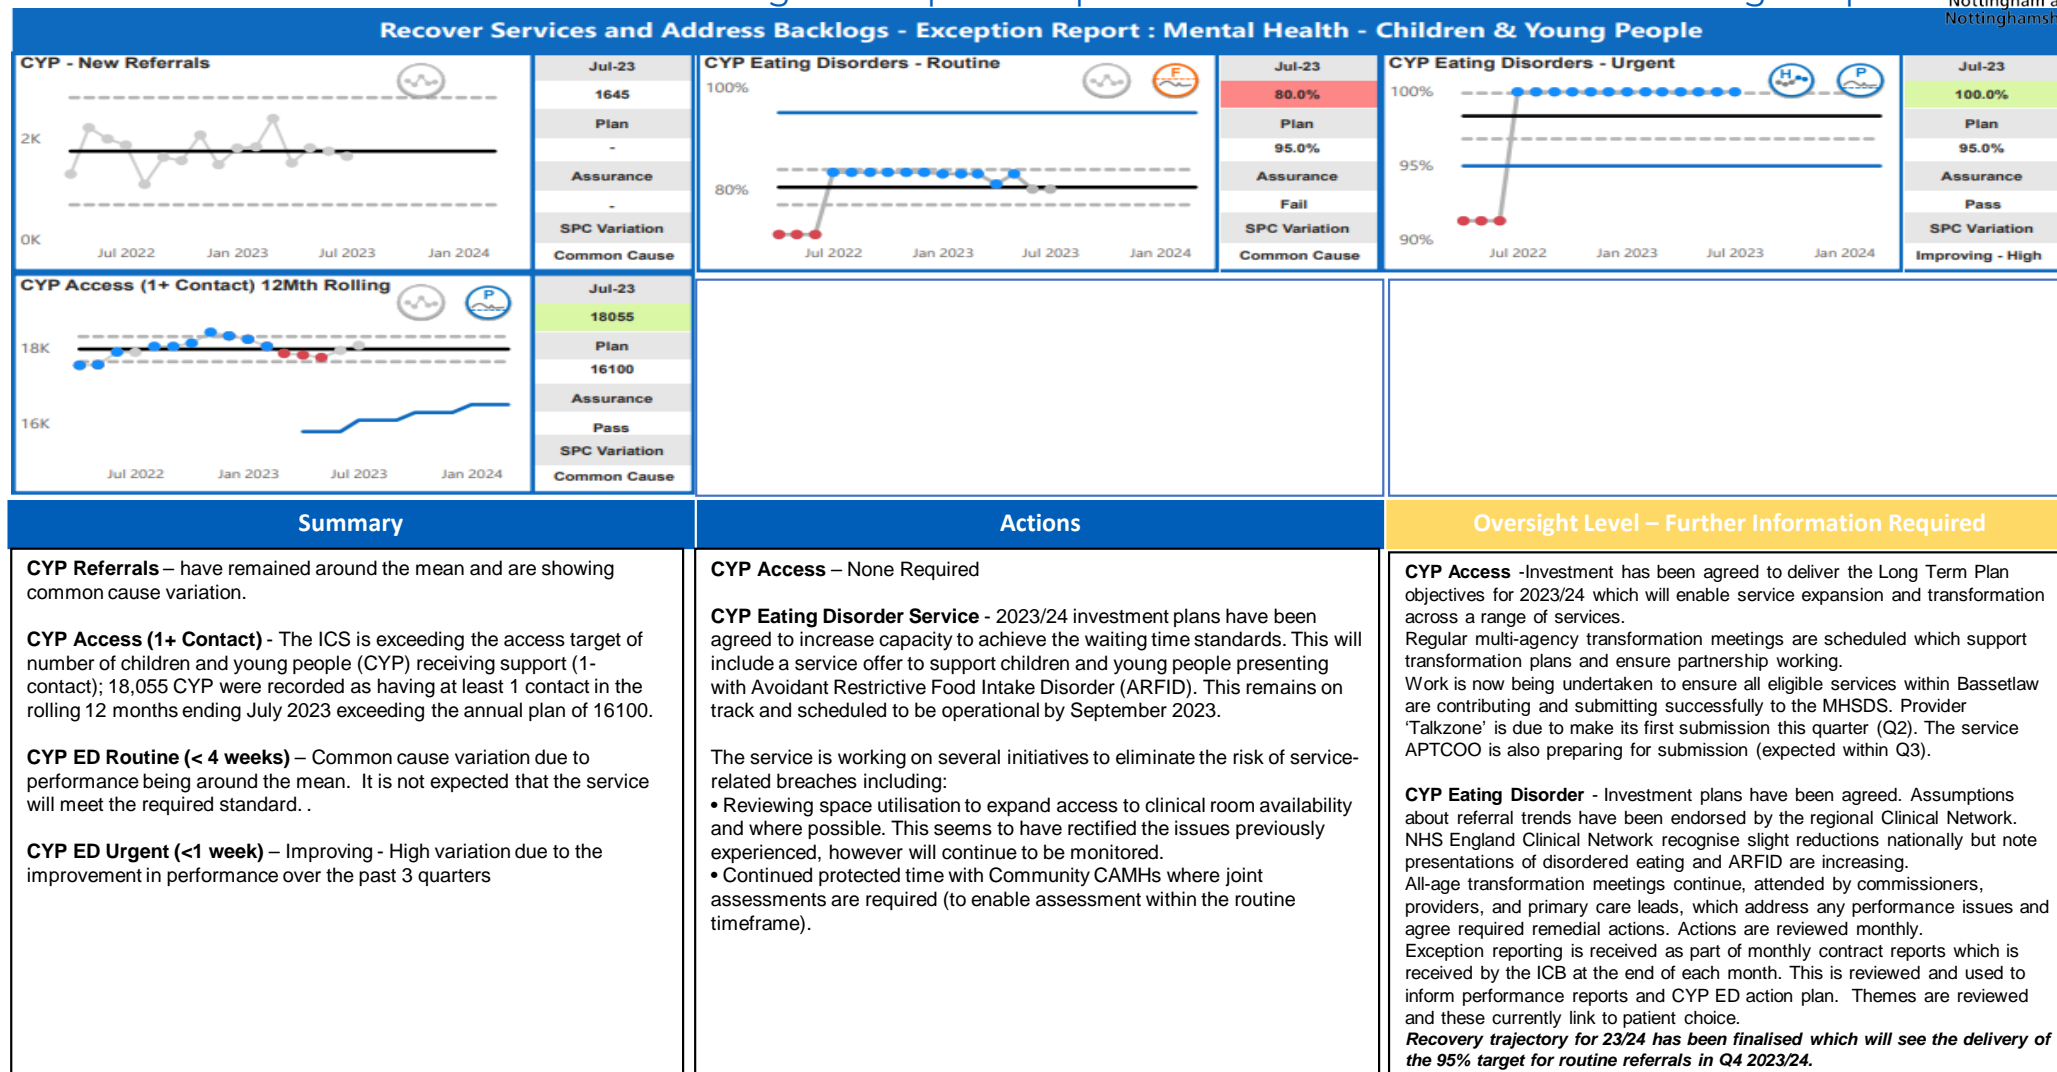 Nottingham a
Nottinghamsh
Recover Services and Address Backlogs - Exception Report : Mental Health - Children & Young People
CYP - New Referrals
2K
0K
Jul 2022 Jan 2023 Jul 2023 Jan 2024
Jul-23
1645
Plan
-
Assurance
-
SPC Variation
Common Cause
CYP Eating Disorders - Routine
F
100%
80%
Jul 2022 Jan 2023 Jul 2023 Jan 2024
Jul-23
80.0%
Plan
95.0%
Assurance
Fail
SPC Variation
Common Cause
CYP Eating Disorders - Urgent
H
P
100%
95%
90%
Jul 2022 Jan 2023 Jul 2023 Jan 2024
Jul-23
100.0%
Plan
95.0%
Assurance
Pass
SPC Variation
Improving - High
CYP Access (1+ Contact) 12Mth Rolling
P
18K
16K
Jul 2022 Jan 2023 Jul 2023 Jan 2024
Jul-23
18055
Plan
16100
Assurance
Pass
SPC Variation
Common Cause
Summary
CYP Referrals – have remained around the mean and are showing
common cause variation.
CYP Access (1+ Contact) - The ICS is exceeding the access target of
number of children and young people (CYP) receiving support (1-
contact); 18,055 CYP were recorded as having at least 1 contact in the
rolling 12 months ending July 2023 exceeding the annual plan of 16100.
CYP ED Routine (< 4 weeks) – Common cause variation due to
performance being around the mean. It is not expected that the service
will meet the required standard. .
CYP ED Urgent (<1 week) – Improving - High variation due to the
improvement in performance over the past 3 quarters
Actions
CYP Access – None Required
CYP Eating Disorder Service - 2023/24 investment plans have been
agreed to increase capacity to achieve the waiting time standards. This will
include a service offer to support children and young people presenting
with Avoidant Restrictive Food Intake Disorder (ARFID). This remains on
track and scheduled to be operational by September 2023.
The service is working on several initiatives to eliminate the risk of service-
related breaches including:
• Reviewing space utilisation to expand access to clinical room availability
and where possible. This seems to have rectified the issues previously
experienced, however will continue to be monitored.
• Continued protected time with Community CAMHs where joint
assessments are required (to enable assessment within the routine
timeframe).
Oversight Level – Further Information Required
CYP Access -Investment has been agreed to deliver the Long Term Plan
objectives for 2023/24 which will enable service expansion and transformation
across a range of services.
Regular multi-agency transformation meetings are scheduled which support
transformation plans and ensure partnership working.
Work is now being undertaken to ensure all eligible services within Bassetlaw
are contributing and submitting successfully to the MHSDS. Provider
‘Talkzone’ is due to make its first submission this quarter (Q2). The service
APTCOO is also preparing for submission (expected within Q3).
CYP Eating Disorder - Investment plans have been agreed. Assumptions
about referral trends have been endorsed by the regional Clinical Network.
NHS England Clinical Network recognise slight reductions nationally but note
presentations of disordered eating and ARFID are increasing.
All-age transformation meetings continue, attended by commissioners,
providers, and primary care leads, which address any performance issues and
agree required remedial actions. Actions are reviewed monthly.
Exception reporting is received as part of monthly contract reports which is
received by the ICB at the end of each month. This is reviewed and used to
inform performance reports and CYP ED action plan. Themes are reviewed
and these currently link to patient choice.
Recovery trajectory for 23/24 has been finalised which will see the delivery of
the 95% target for routine referrals in Q4 2023/24.